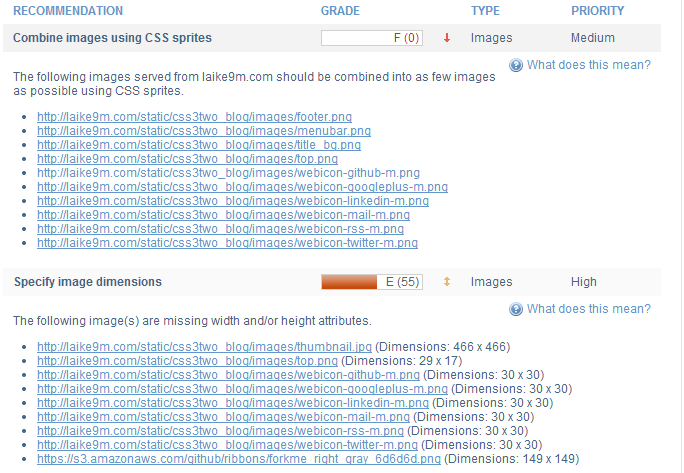 RECOMMENDATION GRADE TYPE PRIORITY
Combine images using CSS sprites F (0) Images Medium
What does this mean?
The following images served from laike9m.com should be combined into as few images
as possible using CSS sprites.
http://laike9m.com/static/css3two_blog/images/footer.png
http://laike9m.com/static/css3two_blog/images/menubar.png
http://laike9m.com/static/css3two_blog/images/title_bg.png
http://laike9m.com/static/css3two_blog/images/top.png
http://laike9m.com/static/css3two_blog/images/webicon-github-m.png
http://laike9m.com/static/css3two_blog/images/webicon-googleplus-m.png
http://laike9m.com/static/css3two_blog/images/webicon-linkedin-m.png
http://laike9m.com/static/css3two_blog/images/webicon-mail-m.png
http://laike9m.com/static/css3two_blog/images/webicon-rss-m.png
http://laike9m.com/static/css3two_blog/images/webicon-twitter-m.png
Specify image dimensions E (55) Images High
What does this mean?
The following image(s) are missing width and/or height attributes.
http://laike9m.com/static/css3two_blog/images/thumbnail.jpg (Dimensions: 466 x 466)
http://laike9m.com/static/css3two_blog/images/top.png (Dimensions: 29 x 17)
http://laike9m.com/static/css3two_blog/images/webicon-github-m.png (Dimensions: 30 x 30)
http://laike9m.com/static/css3two_blog/images/webicon-googleplus-m.png (Dimensions: 30 x 30)
http://laike9m.com/static/css3two_blog/images/webicon-linkedin-m.png (Dimensions: 30 x 30)
http://laike9m.com/static/css3two_blog/images/webicon-mail-m.png (Dimensions: 30 x 30)
http://laike9m.com/static/css3two_blog/images/webicon-rss-m.png (Dimensions: 30 x 30)
http://laike9m.com/static/css3two_blog/images/webicon-twitter-m.png (Dimensions: 30 x 30)
https://s3.amazonaws.com/github/ribbons/forkme_right_gray_6d6d6d.png (Dimensions: 149 x 149)